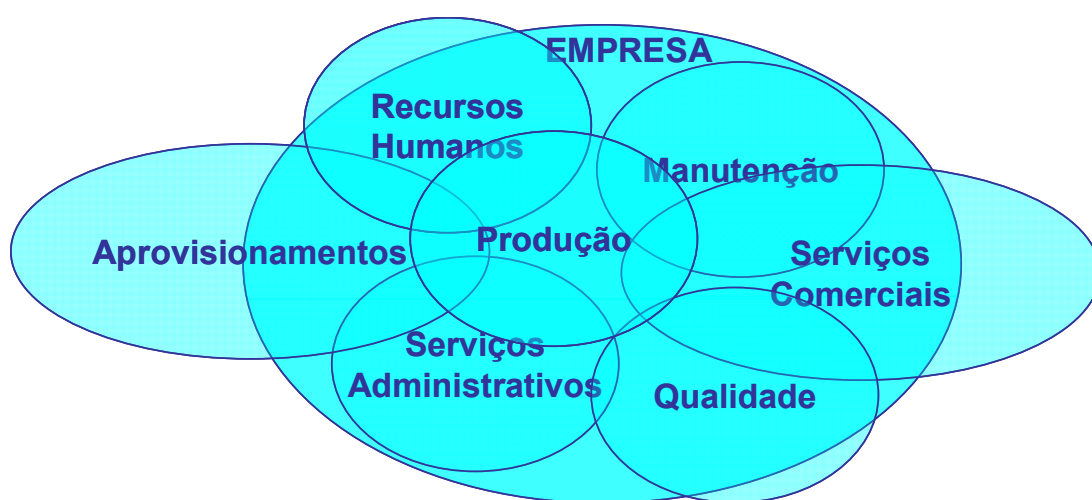 EMPRESA
Recursos
Humanos
Manutenção
Produção
Aprovisionamentos
Serviços
Comerciais
Serviços
Administrativos
Qualidade